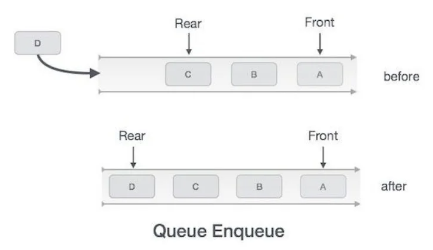 Rear Front
D
C B A
before
Rear Front
D C B A
after
Queue Enqueue